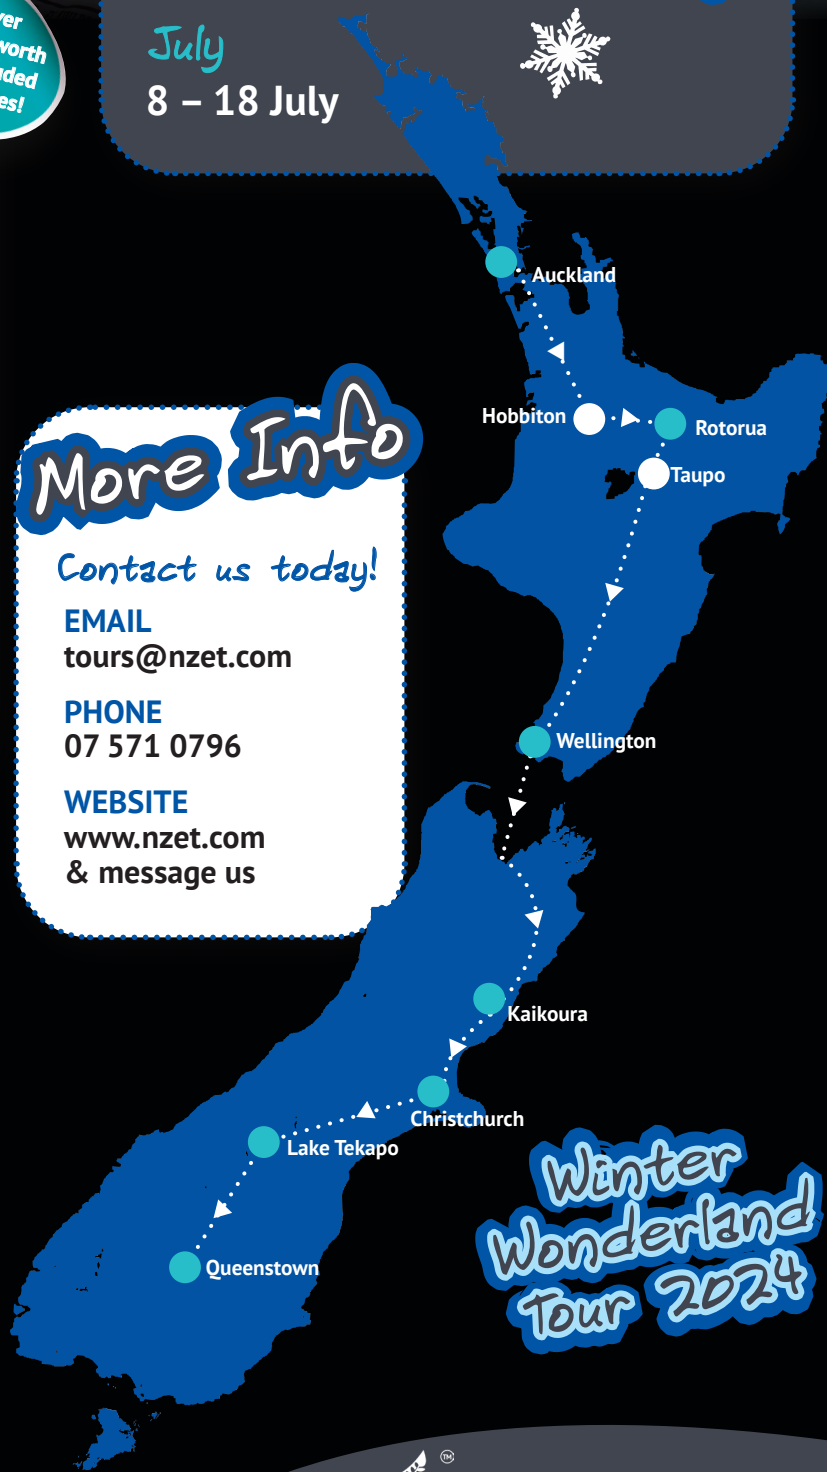 July
8 – 18 July
Auckland
Hobbiton
Rotorua
Taupo
More Info
Contact us today!
EMAIL
tours@nzet.com
PHONE
07 571 0796
WEBSITE
www.nzet.com
& message us
Wellington
Kaikoura
Christchurch
Lake Tekapo
Queenstown
Winter
Wonderland
Tour 2024
TM